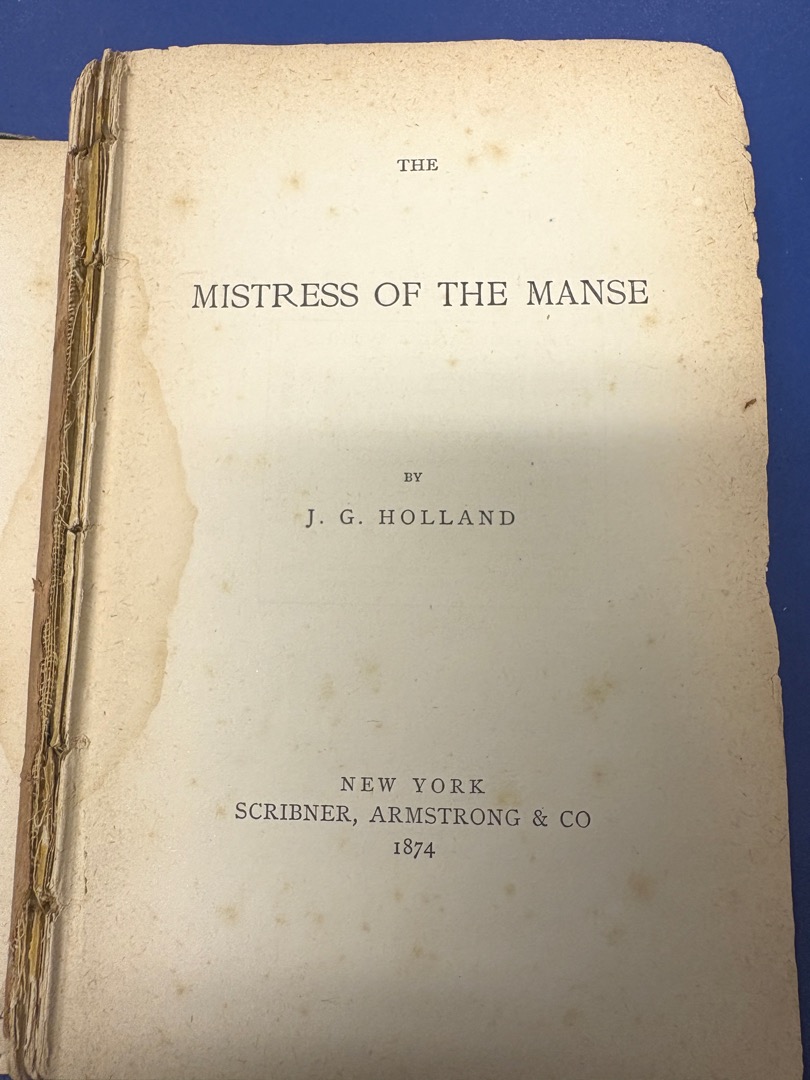 THE
MISTRESS OF THE MANSE
BY
J. G. HOLLAND
NEW YORK
SCRIBNER, ARMSTRONG & CO
1874